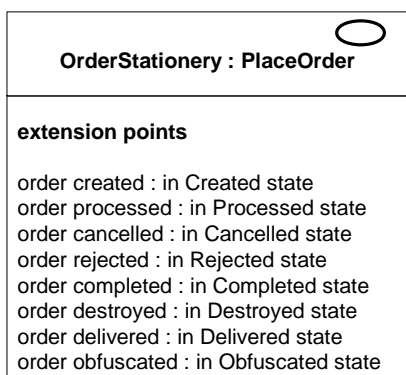 OrderStationery : PlaceOrder
extension points
order created : in Created state
order processed : in Processed state
order cancelled : in Cancelled state
order rejected : in Rejected state
order completed : in Completed state
order destroyed : in Destroyed state
order delivered : in Delivered state
order obfuscated : in Obfuscated state